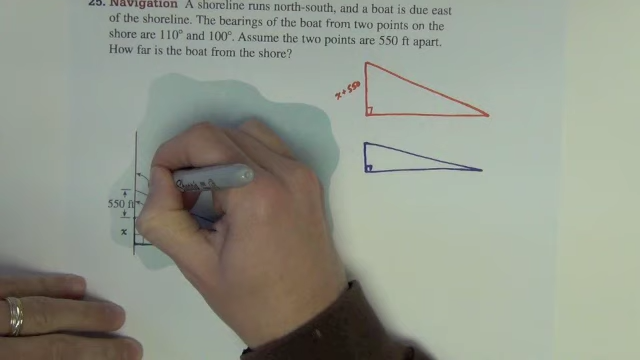 25. Navigation A shoreline runs north-south, and a boat is due east
of the shoreline. The bearings of the boat from two points on the
shore are 110° and 100°. Assume the two points are 550 ft apart.
How far is the boat from the shore?
x+550
550 ft
x